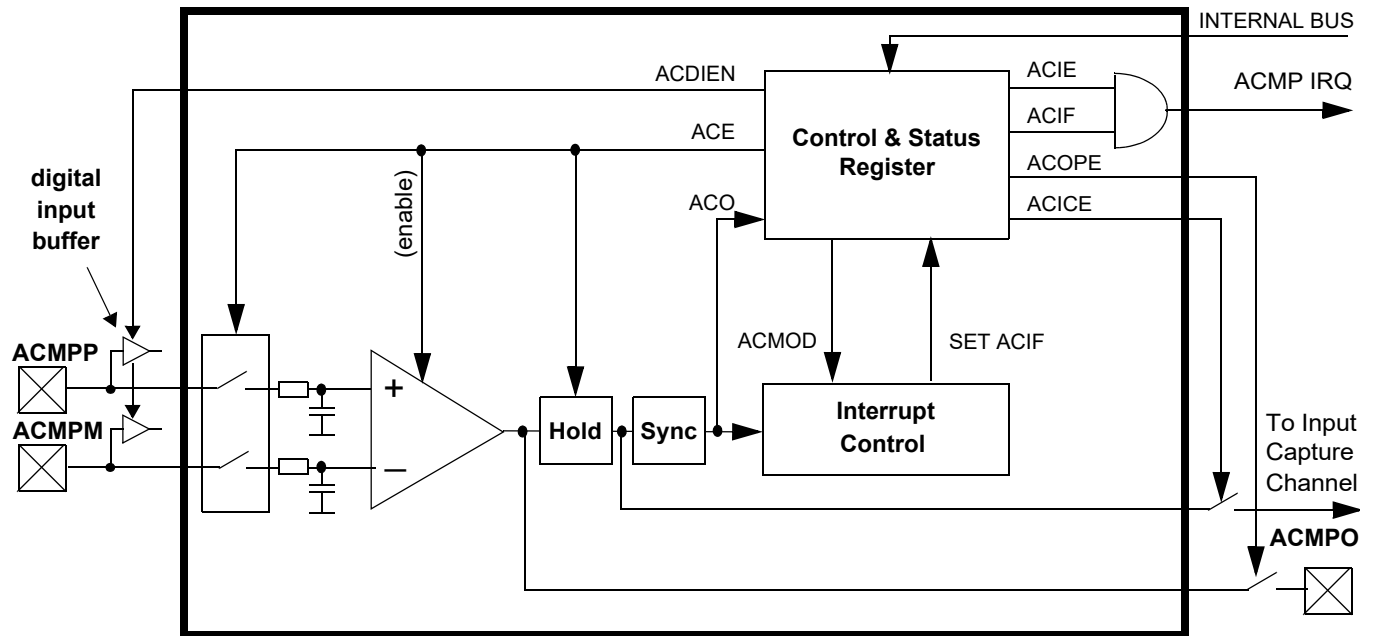 INTERNAL BUS
ACDIEN
ACIE
ACMP IRQ
ACE
Control & Status
Register
ACIF
ACOPE
digital
input
buffer
(enable)
ACO
ACICE
ACMOD
SET ACIF
ACMPP
+
ACMPM
Hold
Sync
Interrupt
Control
To Input
Capture
Channel
–
ACMPO